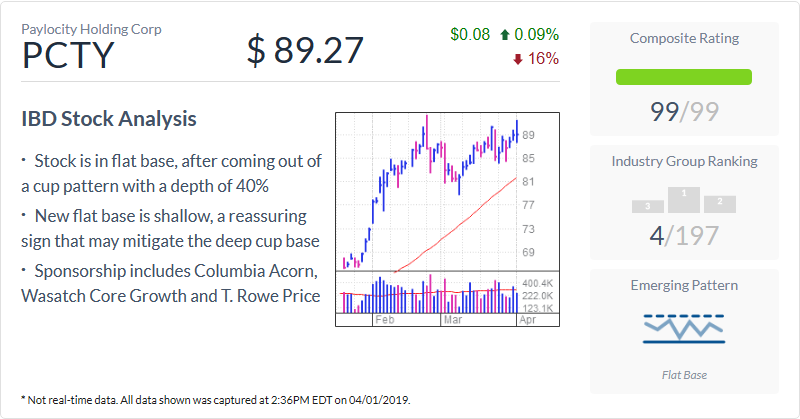 Paylocity Holding Corp
PCTY
$ 89.27
$0.08 0.09%
16%
IBD Stock Analysis
· Stock is in flat base, after coming out of
a cup pattern with a depth of 40%
· New flat base is shallow, a reassuring
sign that may mitigate the deep cup base
· Sponsorship includes Columbia Acorn,
Wasatch Core Growth and T. Rowe Price
89
85
81
77
73
69
400.4K
222.0K
123.1K
Feb Mar Apr
Composite Rating
99/99
Industry Group Ranking
3 1 2
4/197
Emerging Pattern
Flat Base
* Not real-time data. All data shown was captured at 2:36PM EDT on 04/01/2019.